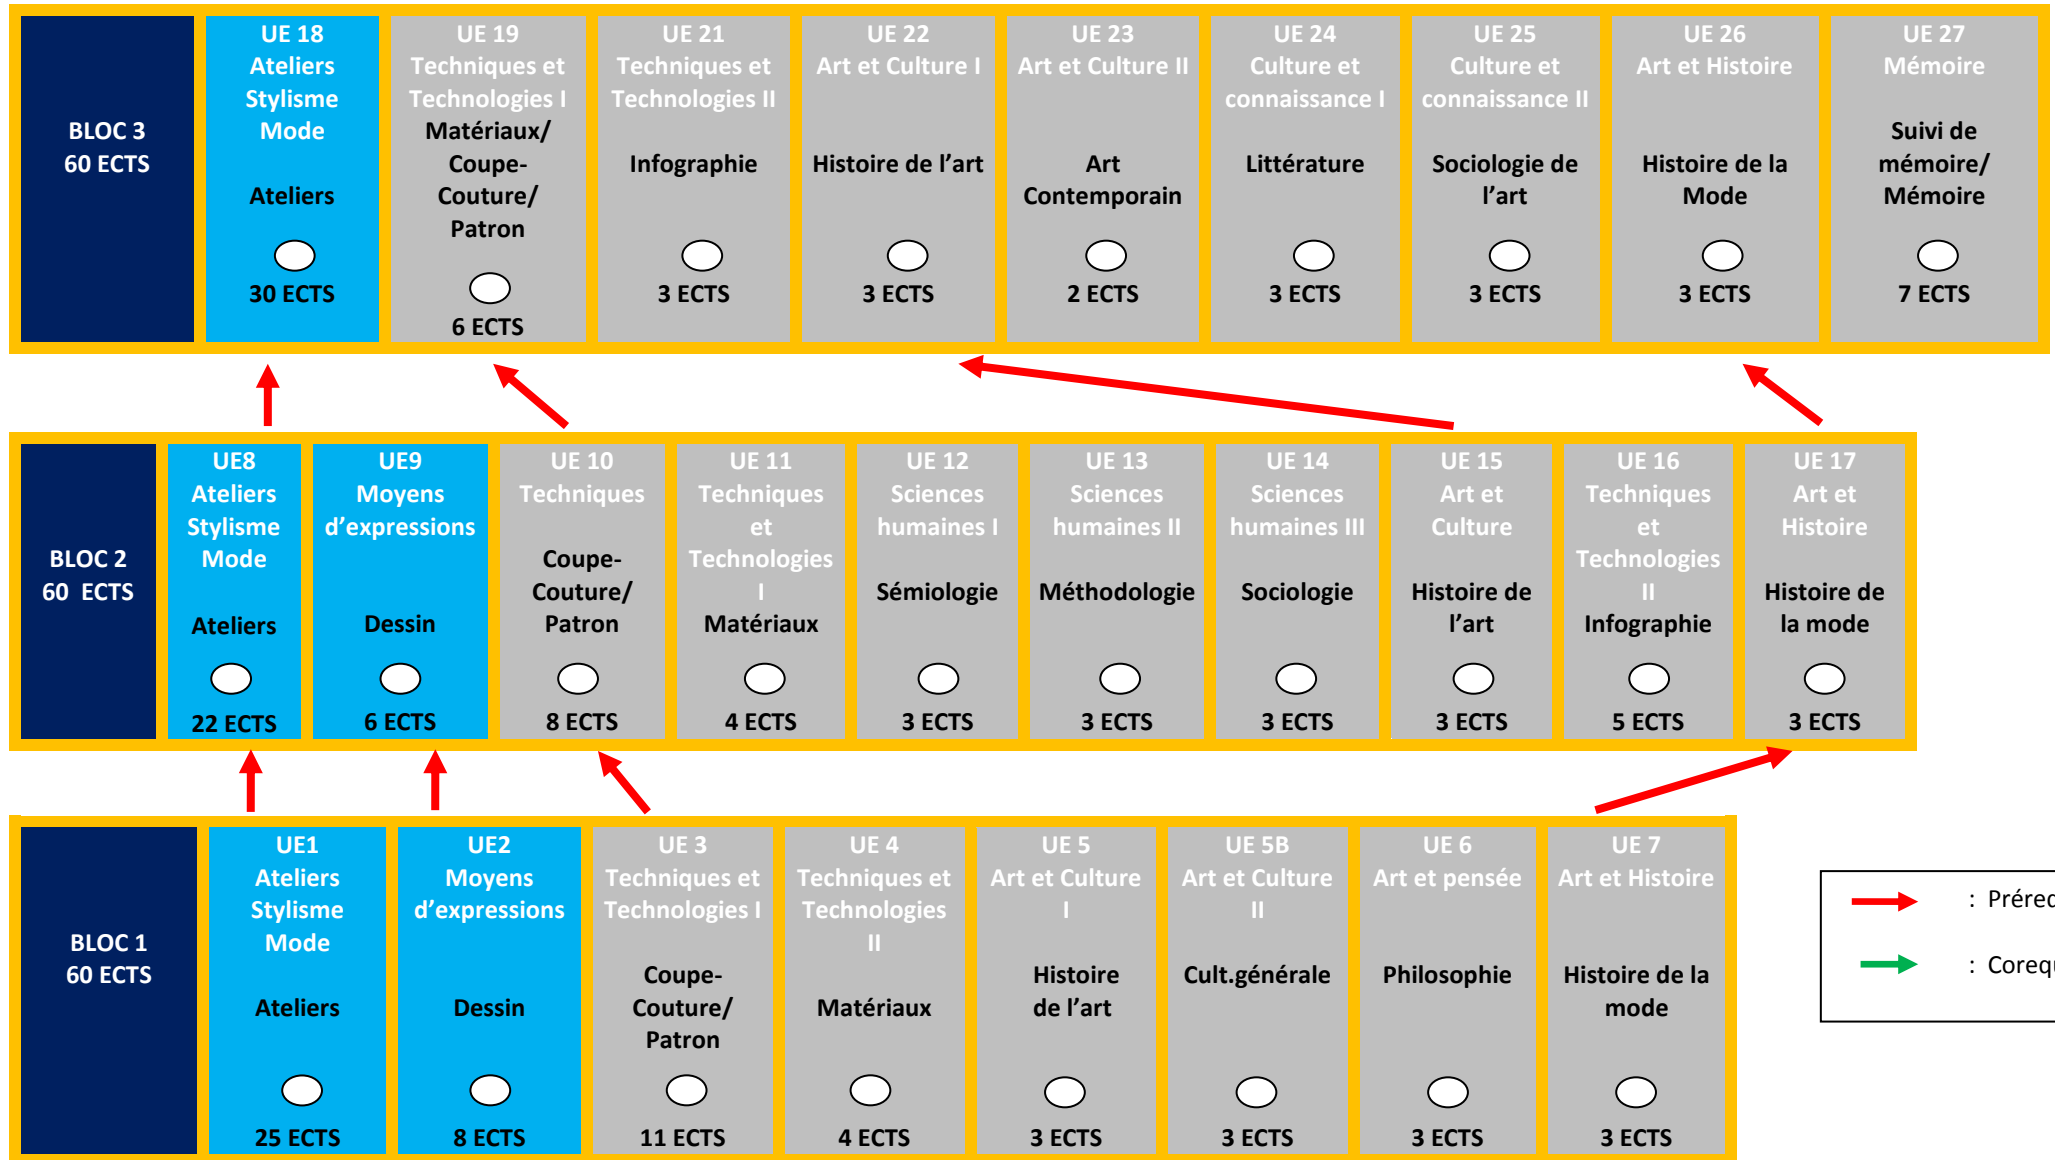 BLOC 3
60 ECTS
UE 18
Ateliers
Stylisme
Mode
Ateliers
30 ECTS
UE 19
Techniques et
Technologies I
Matériaux/
Coupe-
Couture/
Patron
6 ECTS
UE 21
Techniques et
Technologies II
Infographie
3 ECTS
UE 22
Art et Culture I
Histoire de l’art
3 ECTS
UE 23
Art et Culture II
Art
Contemporain
2 ECTS
UE 24
Culture et
connaissance I
Littérature
3 ECTS
UE 25
Culture et
connaissance II
Sociologie de
l’art
3 ECTS
UE 26
Art et Histoire
Histoire de la
Mode
3 ECTS
UE 27
Mémoire
Suivi de
mémoire/
Mémoire
7 ECTS
BLOC 2
60 ECTS
UE8
Ateliers
Stylisme
Mode
Ateliers
22 ECTS
UE9
Moyens
d’expressions
Dessin
6 ECTS
UE 10
Techniques
Coupe-
Couture/
Patron
8 ECTS
UE 11
Techniques
et
Technologies
I
Matériaux
4 ECTS
UE 12
Sciences
humaines I
Sémiologie
3 ECTS
UE 13
Sciences
humaines II
Méthodologie
3 ECTS
UE 14
Sciences
humaines III
Sociologie
3 ECTS
UE 15
Art et
Culture
Histoire de
l’art
3 ECTS
UE 16
Techniques
et
Technologies
II
Infographie
5 ECTS
UE 17
Art et
Histoire
Histoire de
la mode
3 ECTS
BLOC 1
60 ECTS
UE1
Ateliers
Stylisme
Mode
Ateliers
25 ECTS
UE2
Moyens
d’expressions
Dessin
8 ECTS
UE 3
Techniques et
Technologies I
Coupe-
Couture/
Patron
11 ECTS
UE 4
Techniques et
Technologies
II
Matériaux
4 ECTS
UE 5
Art et Culture
I
Histoire
de l’art
3 ECTS
UE 5B
Art et Culture
II
Cult.générale
3 ECTS
UE 6
Art et pensée
Philosophie
3 ECTS
UE 7
Art et Histoire
Histoire de la
mode
3 ECTS
:
: